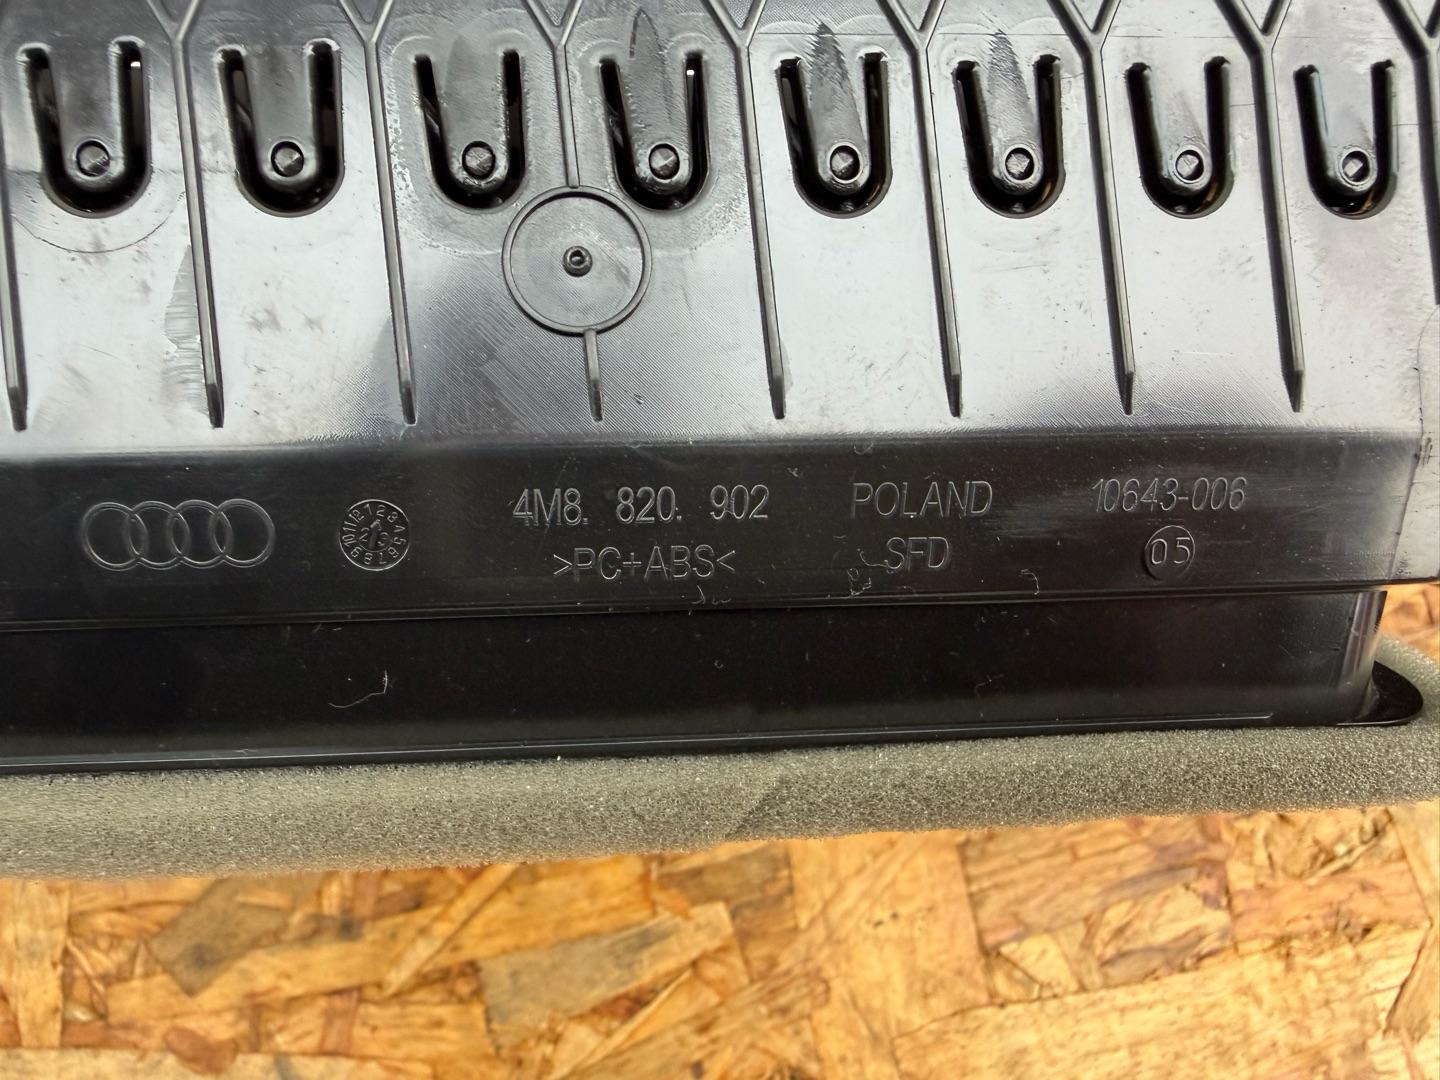 4M8. 820. 902
>PC+ABS<
POLAND
SFD
10643-006
05